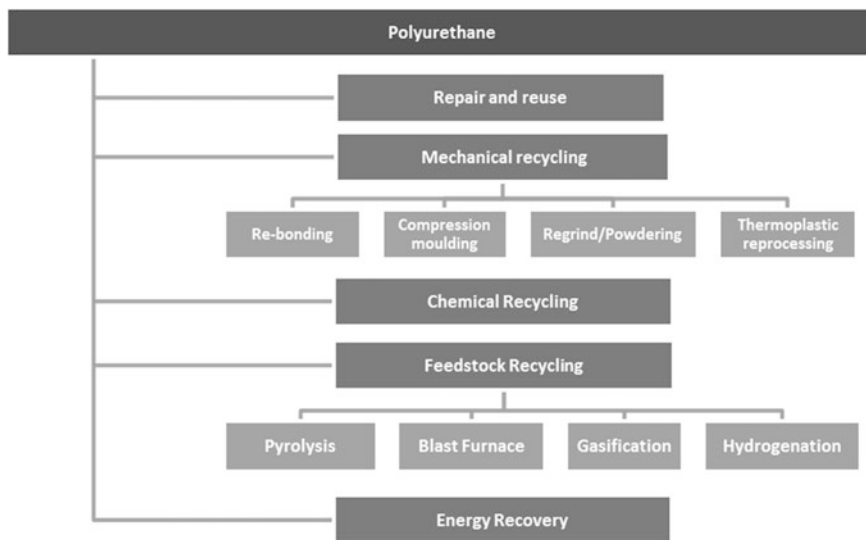 Polyurethane
Repair and reuse
Mechanical recycling
Re-bonding
Compression
moulding
Regrind/Powdering
Thermoplastic
reprocessing
Chemical Recycling
Feedstock Recycling
Pyrolysis
Blast Furnace
Gasification
Hydrogenation
Energy Recovery